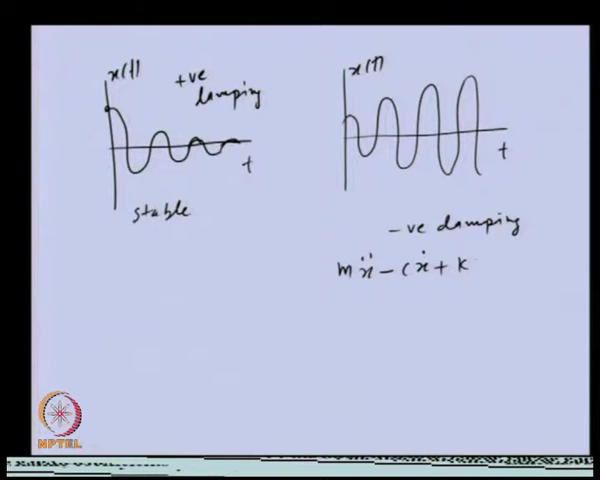 x(t)
+ve
damping
t
stable
x(t)
t
-ve damping
mẍ - cẋ + k
NPTEL